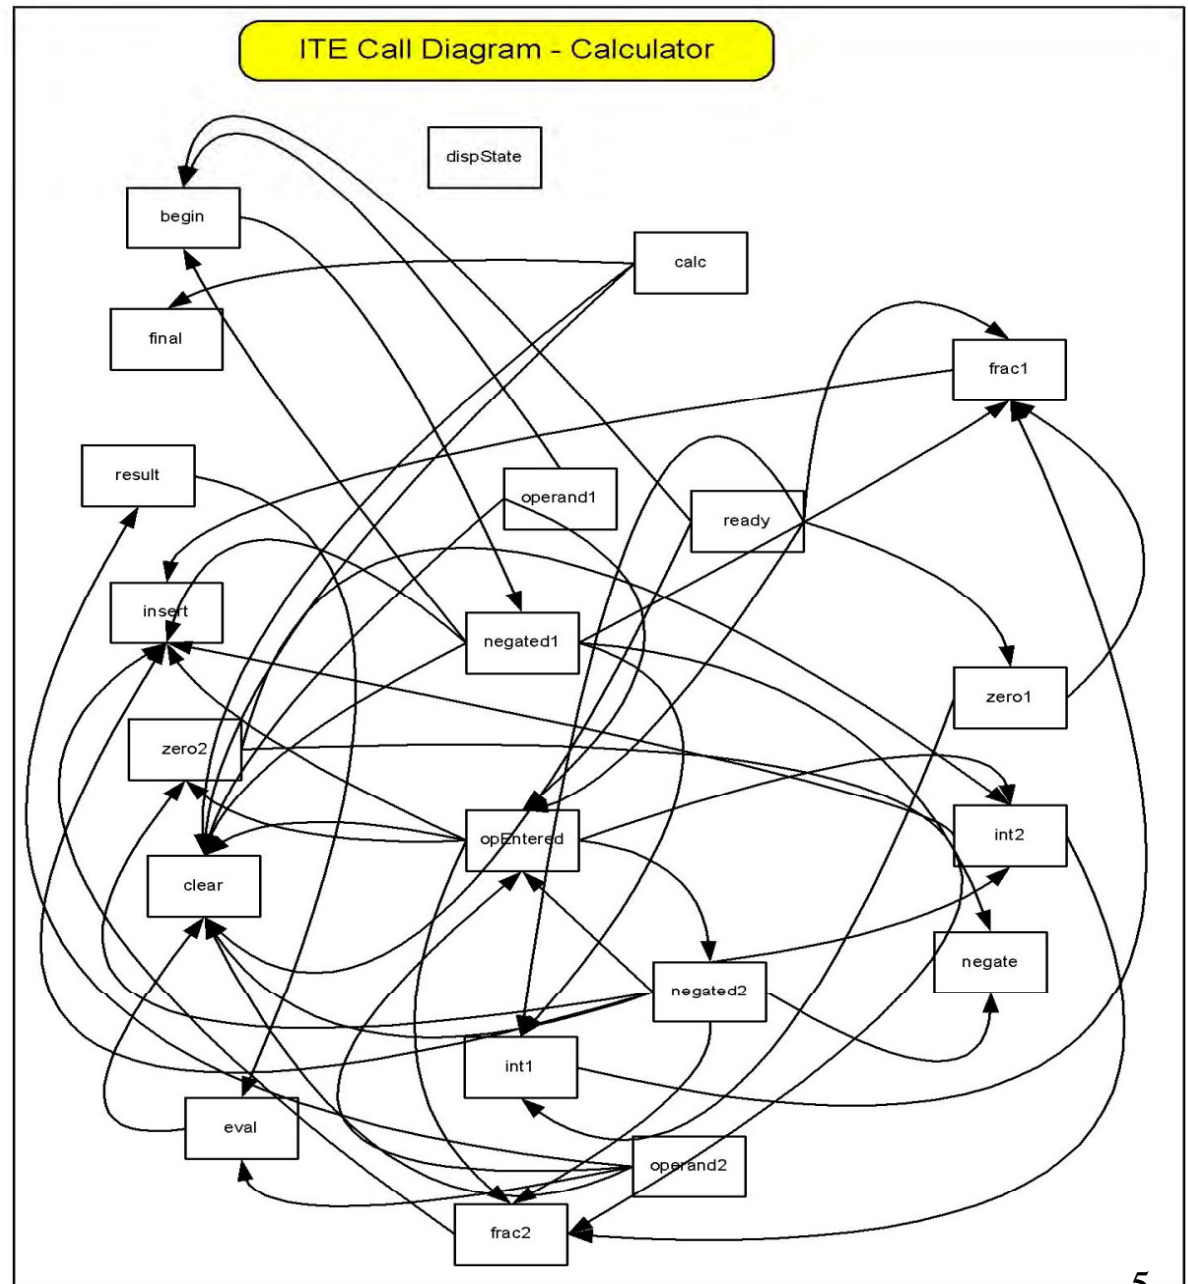 ITE Call Diagram - Calculator
dispState
begin
calc
final
frac1
result
operand1
ready
insert
negated1
zero1
zero2
opEntered
int2
clear
negate
negated2
int1
eval
operand2
frac2
5